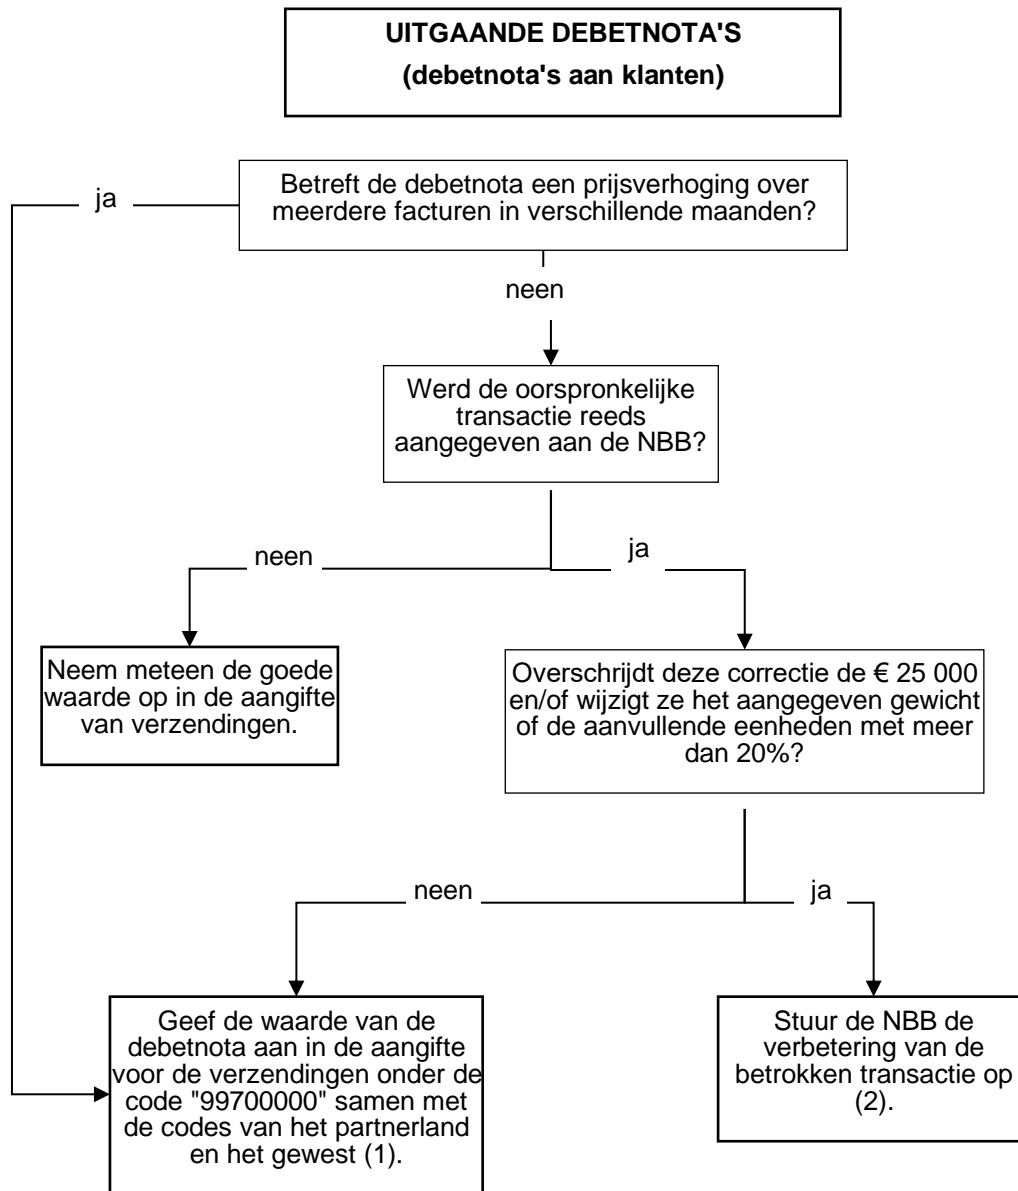 UITGAANDE DEBETNOTA'S
(debetnota's aan klanten)
ja
Betreft de debetnota een prijsverhoging over
meerdere facturen in verschillende maanden?
neen
Werd de oorspronkelijke
transactie reeds
aangegeven aan de NBB?
neen
ja
Neem meteen de goede
waarde op in de aangifte
van verzendingen.
Overschrijdt deze correctie de € 25 000
en/of wijzigt ze het aangegeven gewicht
of de aanvullende eenheden met meer
dan 20%?
neen
ja
Geef de waarde van de
debetnota aan in de aangifte
voor de verzendingen onder de
code "99700000" samen met
de codes van het partnerland
en het gewest (1).
Stuur de NBB de
verbetering van de
betrokken transactie op
(2).